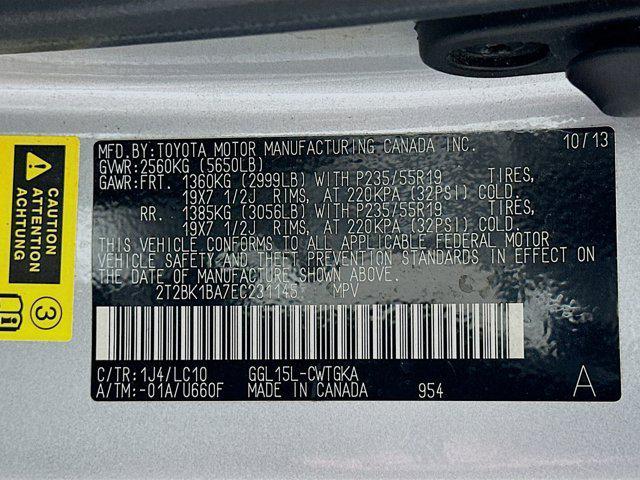 MFD.BY:TOYOTA MOTOR MANUFACTURING CANADA INC. 10/13
GVWR:2560KG (5650LB)
GAWR:FRT. 1360KG (2999LB) WITH P235/55R19 TIRES,
19X7 1/2J RIMS, AT 220KPA (32PSI) COLD.
RR. 1385KG (3056LB) WITH P235/55R19 TIRES,
19X7 1/2J RIMS, AT 220KPA (32PSI) COLD.
THIS VEHICLE CONFORMS TO ALL APPLICABLE FEDERAL MOTOR
VEHICLE SAFETY AND THEFT PREVENTION STANDARDS IN EFFECT ON
THE DATE OF MANUFACTURE SHOWN ABOVE.
2T2BK1BA7EC231145 MPV
C/TR:1J4/LC10 GGL15L-CWTGKA
A/TM:-01A/U660F MADE IN CANADA 954 A
ATTENTION
ACHTUNG
3